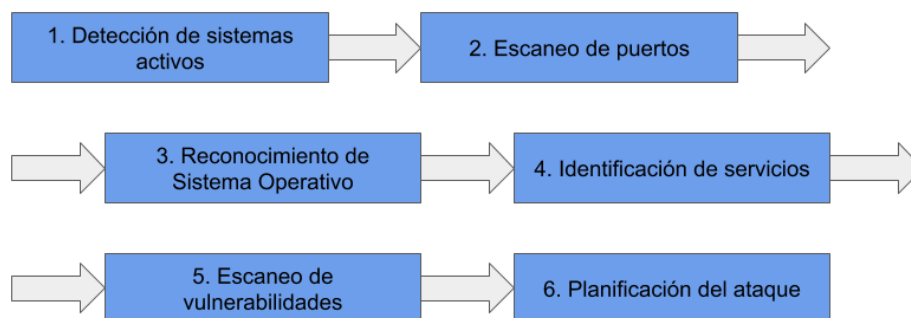 1. Detección de sistemas
activos
2. Escaneo de puertos
3. Reconocimiento de
Sistema Operativo
4. Identificación de servicios
5. Escaneo de
vulnerabilidades
6. Planificación del ataque